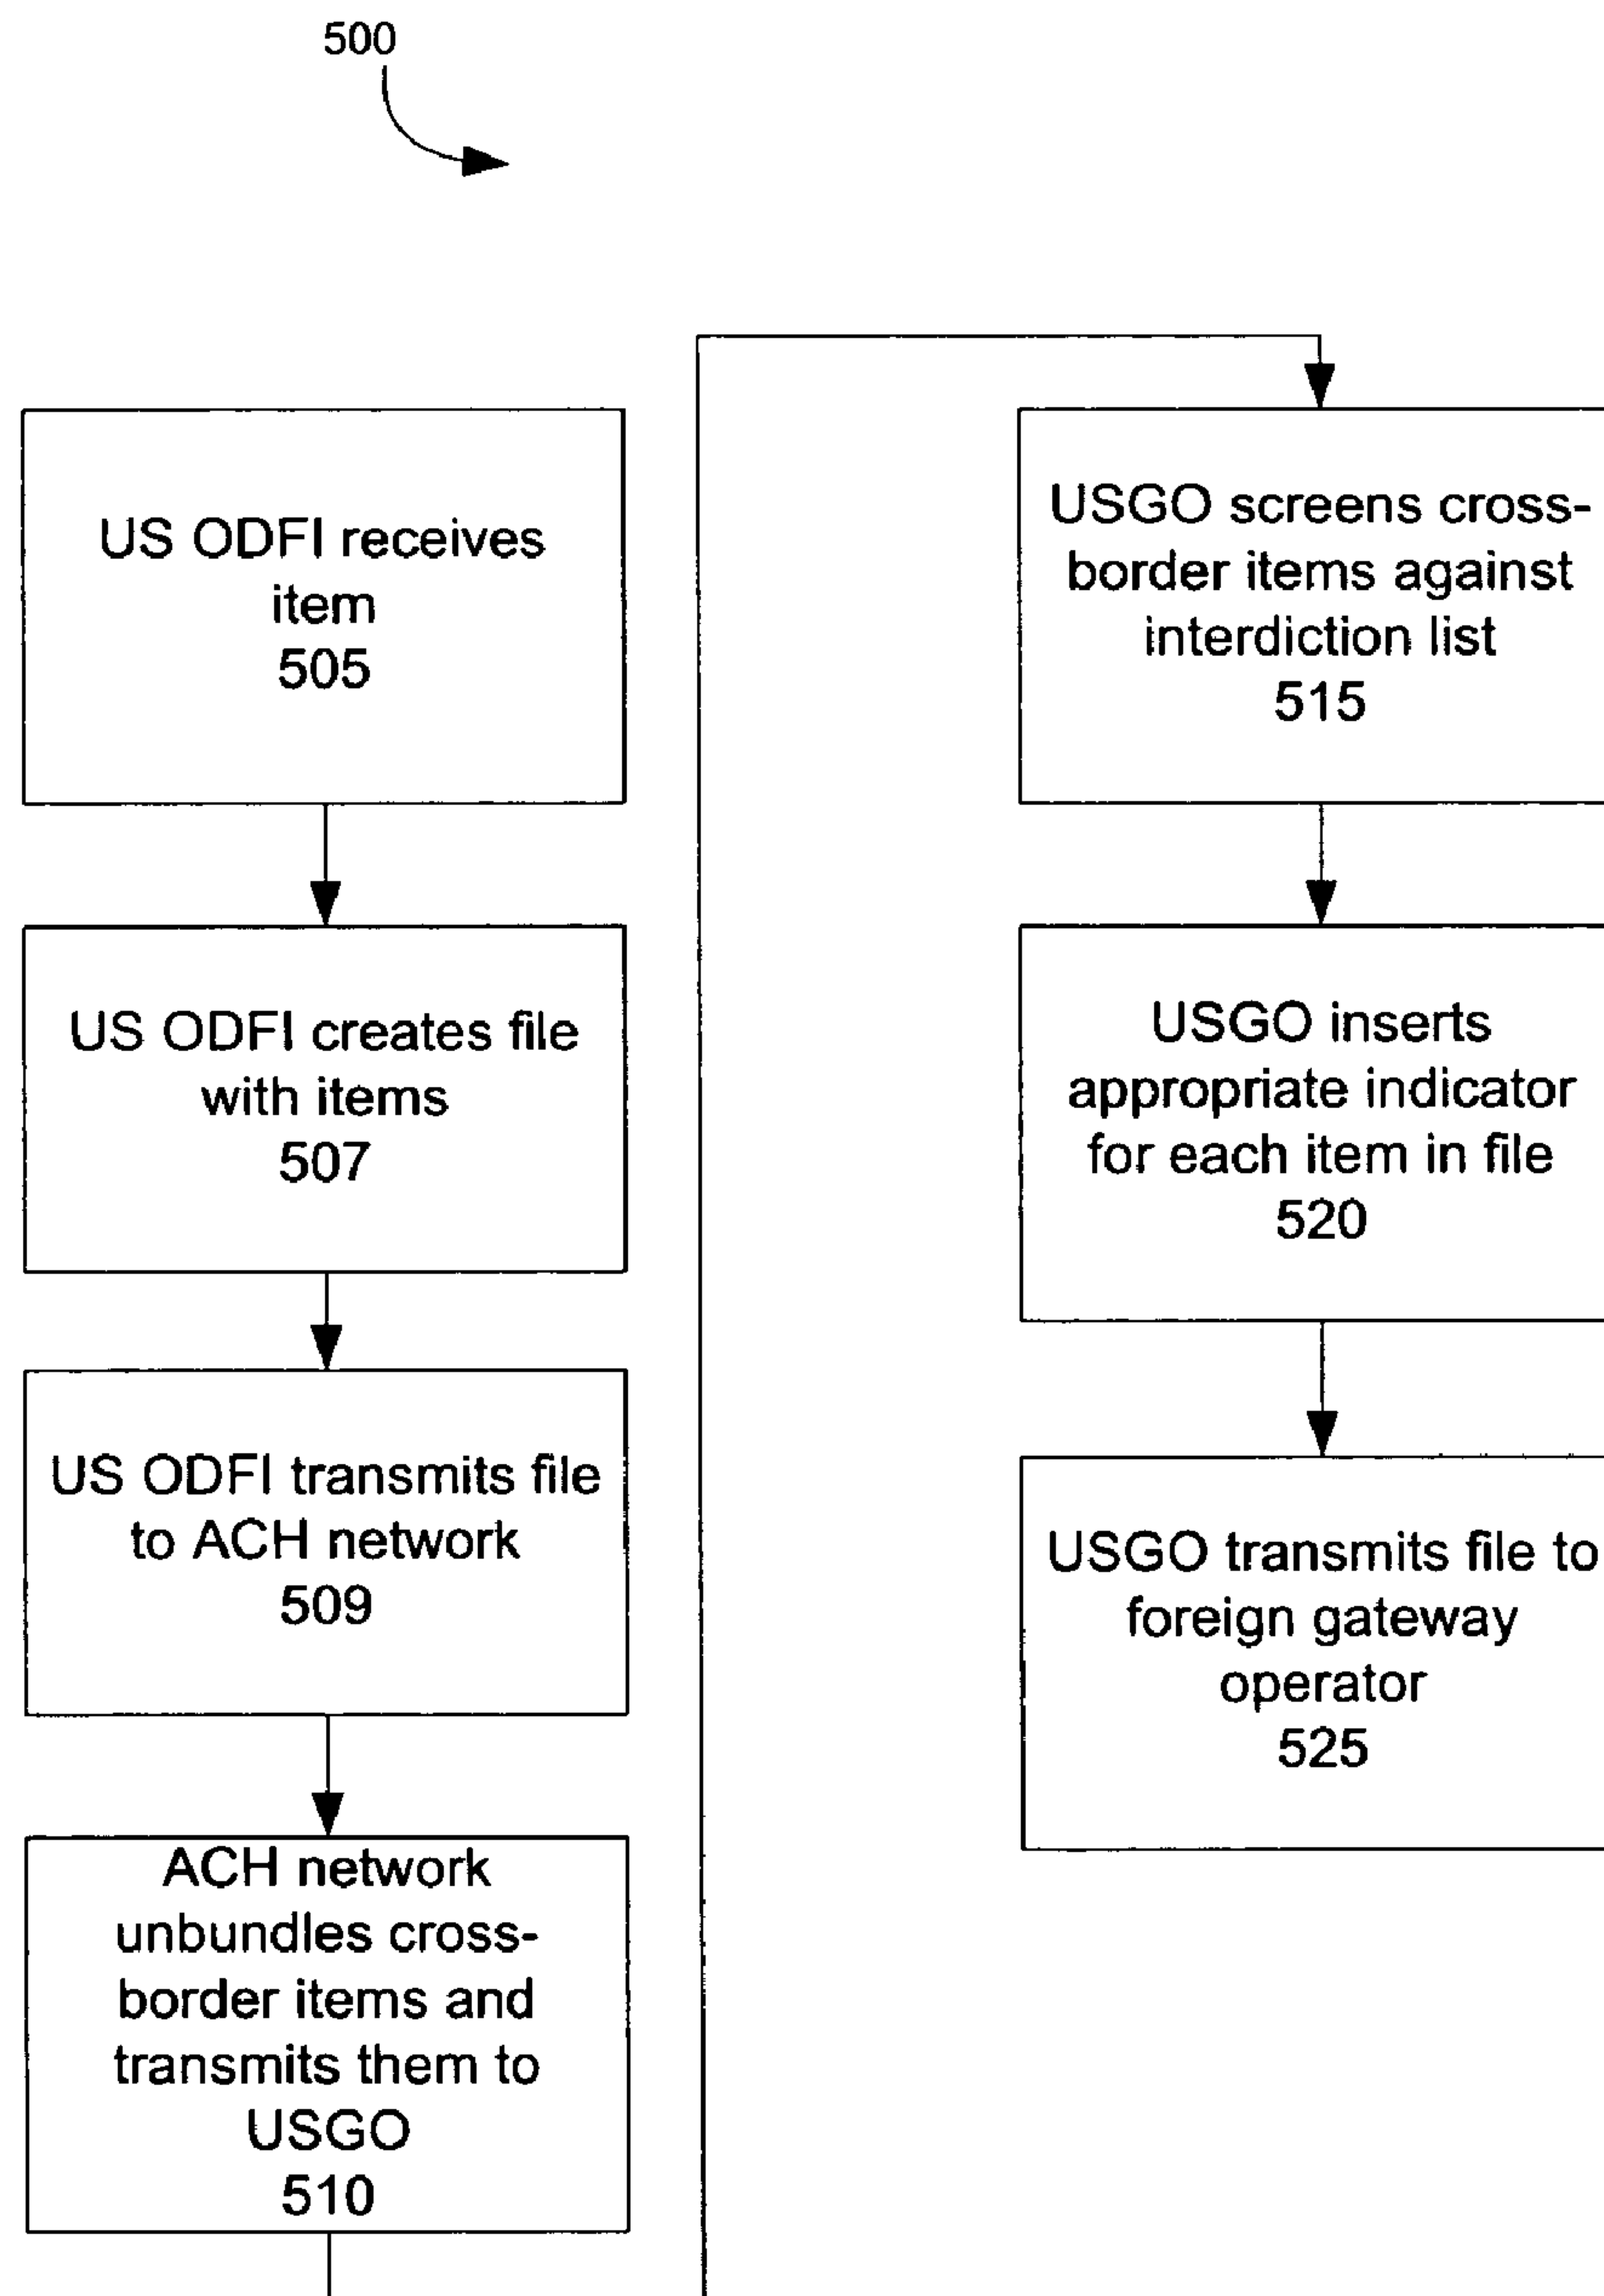 500
US ODFI receives
item
505
US ODFI creates file
with items
507
US ODFI transmits file
to ACH network
509
ACH network
unbundles cross-
border items and
transmits them to
USGO
510
USGO screens cross-
border items against
interdiction list
515
USGO inserts
appropriate indicator
for each item in file
520
USGO transmits file to
foreign gateway
operator
525